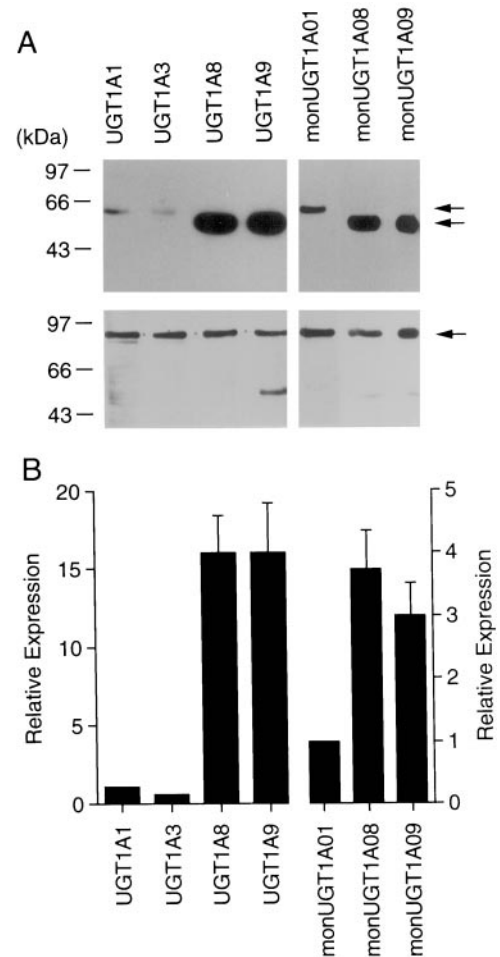 A
UGT1A1
UGT1A3
UGT1A8
UGT1A9
monUGT1A01
monUGT1A08
monUGT1A09
(kDa)
97
66
43
97
66
43
B
20
15
10
5
0
Relative Expression
5
4
3
2
1
0
Relative Expression
UGT1A1
UGT1A3
UGT1A8
UGT1A9
monUGT1A01
monUGT1A08
monUGT1A09